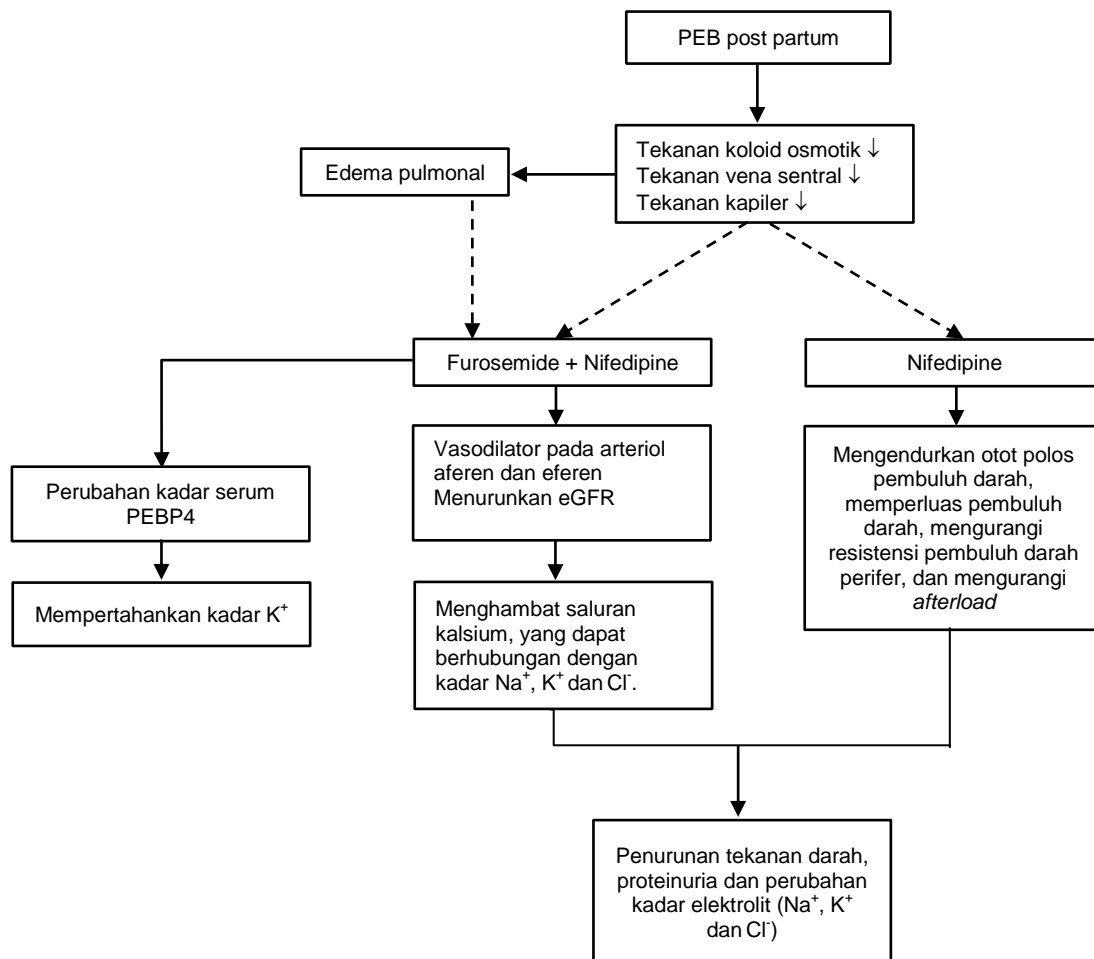 PEB post partum
Tekanan koloid osmotik ↓
Tekanan vena sentral ↓
Tekanan kapiler ↓
Edema pulmonal
Furosemide + Nifedipine
Nifedipine
Vasodilator pada arteriol
aferen dan eferen
Menurunkan eGFR
Mengendurkan otot polos
pembuluh darah,
memperluas pembuluh
darah, mengurangi
resistensi pembuluh darah
perifer, dan mengurangi
afterload
Perubahan kadar serum
PEBP4
Mempertahankan kadar K⁺
Menghambat saluran
kalsium, yang dapat
berhubungan dengan
kadar Na⁺, K⁺ dan Cl⁻.
Penurunan tekanan darah,
proteinuria dan perubahan
kadar elektrolit (Na⁺, K⁺
dan Cl⁻)